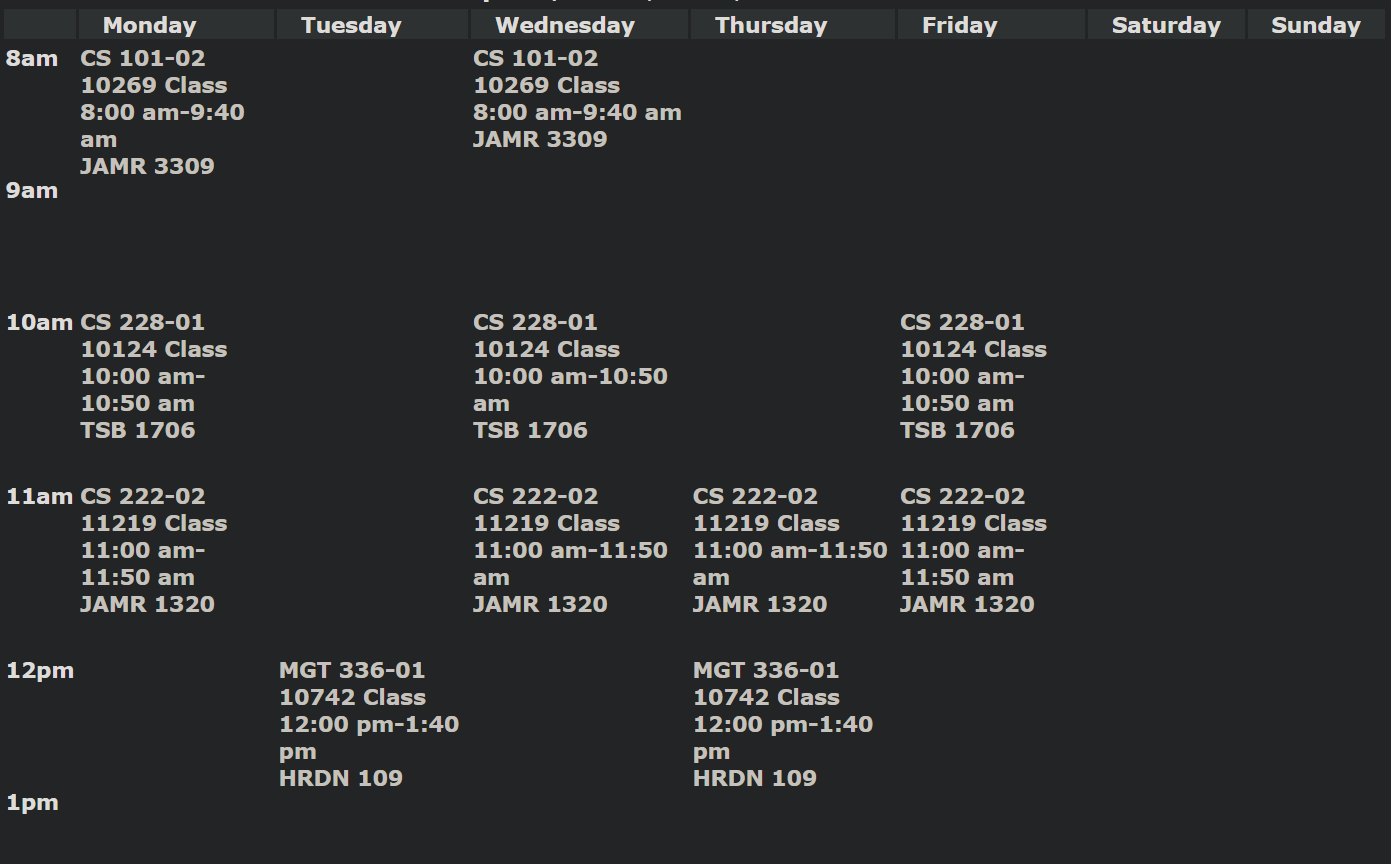 Monday Tuesday Wednesday Thursday Friday Saturday Sunday
8am
CS 101-02
10269 Class
8:00 am-9:40
am
JAMR 3309
CS 101-02
10269 Class
8:00 am-9:40 am
JAMR 3309
9am
10am
CS 228-01
10124 Class
10:00 am-
10:50 am
TSB 1706
CS 228-01
10124 Class
10:00 am-10:50
am
TSB 1706
CS 228-01
10124 Class
10:00 am-
10:50 am
TSB 1706
11am
CS 222-02
11219 Class
11:00 am-
11:50 am
JAMR 1320
CS 222-02
11219 Class
11:00 am-11:50
am
JAMR 1320
CS 222-02
11219 Class
11:00 am-11:50
am
JAMR 1320
CS 222-02
11219 Class
11:00 am-
11:50 am
JAMR 1320
12pm
MGT 336-01
10742 Class
12:00 pm-1:40
pm
HRDN 109
MGT 336-01
10742 Class
12:00 pm-1:40
pm
HRDN 109
1pm